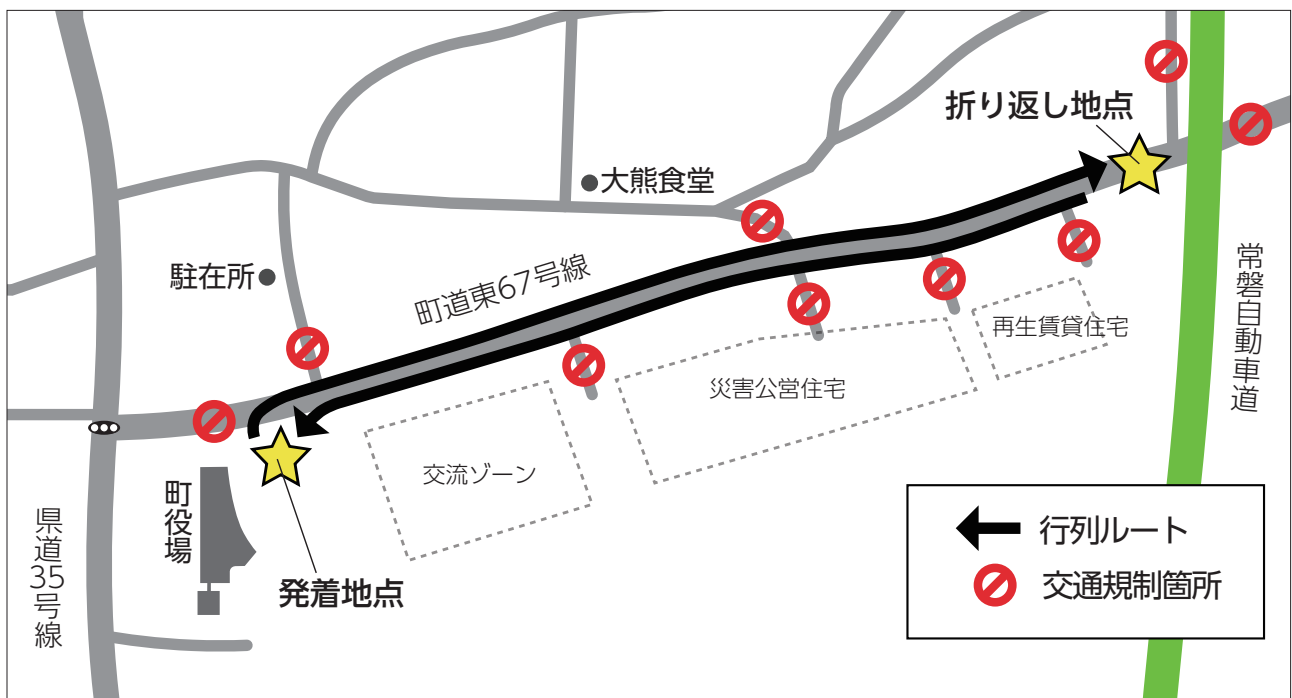 折り返し地点
大熊食堂
駐在所
町道東67号線
常磐自動車道
再生賃貸住宅
災害公営住宅
交流ゾーン
町役場
県道35号線
発着地点
行列ルート
交通規制箇所